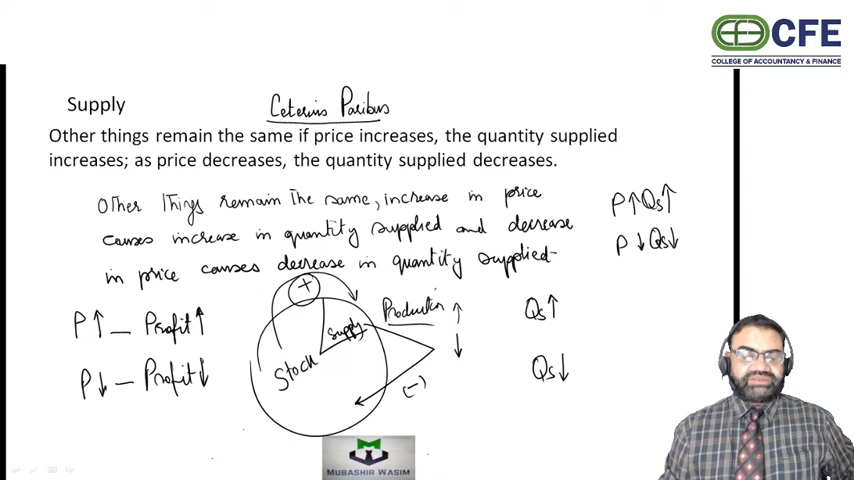 CFE
COLLEGE OF ACCOUNTANCY & FINANCE
Supply
Ceterius Paribus
Other things remain the same if price increases, the quantity supplied
increases; as price decreases, the quantity supplied decreases.
Other Things remain The same, increase in price
causes increase in quantity supplied and decrease
in price causes decrease in quantity supplied
P↑Qs↑
P↓Qs↓
P↑ — Profit↑
P↓ — Profit↓
+
Stock
supply
Production ↑
↓
(-)
Qs↑
Qs↓
MUBASHIR WASIM